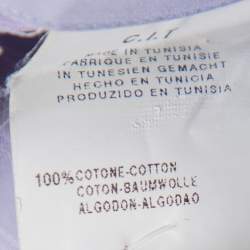 C.I.T
MADE IN TUNISIA
FABRIQUE EN TUNISIE
IN TUNESIEN GEMACHT
HECHO EN TUNICIA
PRODUZIDO EN TUNISIA
100% COTONE-COTTON
COTON-BAUMWOLLE
ALGODON-ALGODAO